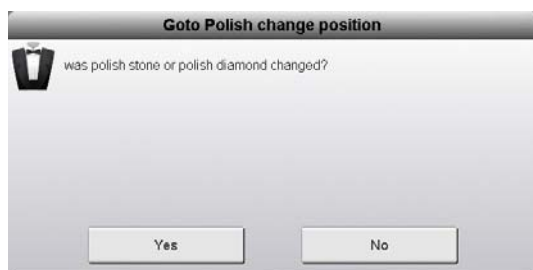 Goto Polish change position
was polish stone or polish diamond changed?
Yes No